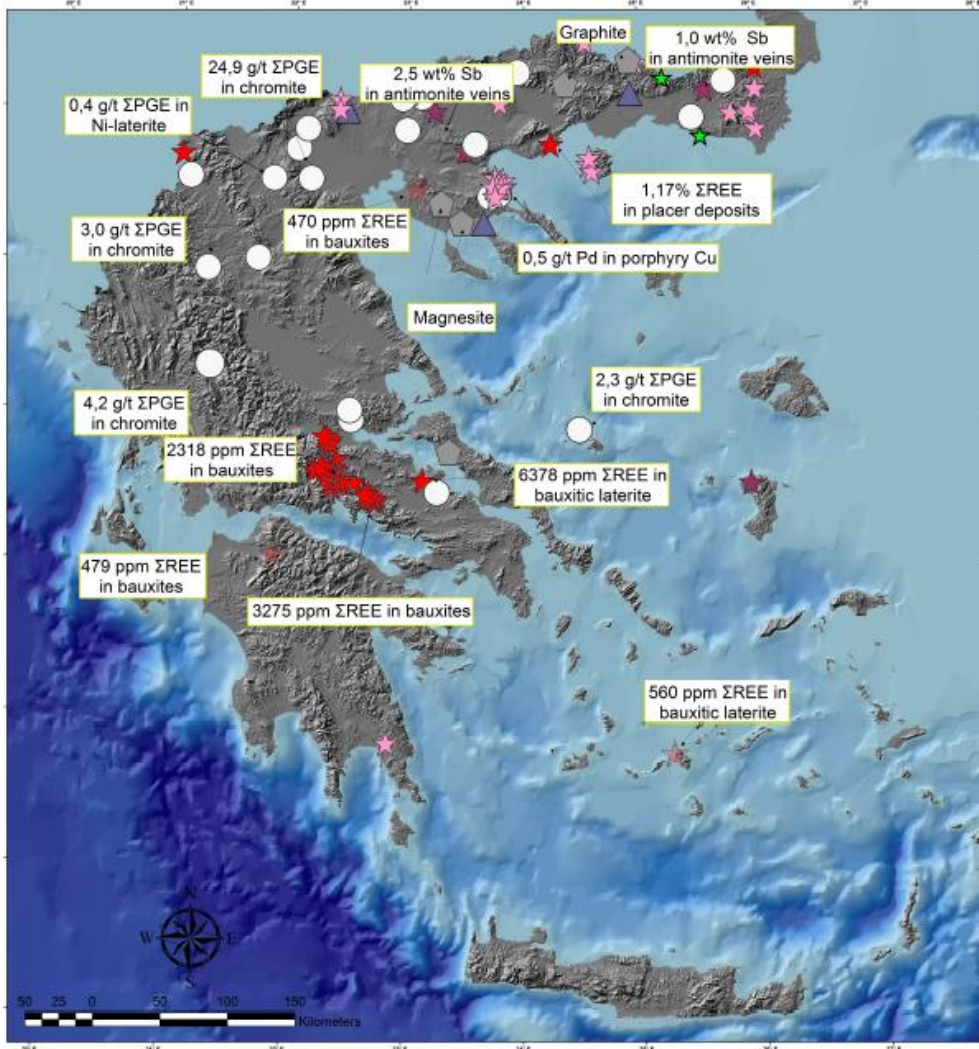 Graphite
1,0 wt% Sb
in antimonite veins
24,9 g/t ΣPGE
in chromite
2,5 wt% Sb
in antimonite veins
0,4 g/t ΣPGE in
Ni-laterite
1,17% ΣREE
in placer deposits
470 ppm ΣREE
in bauxites
3,0 g/t ΣPGE
in chromite
0,5 g/t Pd in porphyry Cu
Magnesite
2,3 g/t ΣPGE
in chromite
4,2 g/t ΣPGE
in chromite
2318 ppm ΣREE
in bauxites
6378 ppm ΣREE in
bauxitic laterite
479 ppm ΣREE
in bauxites
3275 ppm ΣREE in bauxites
560 ppm ΣREE in
bauxitic laterite
N
W E
S
50 25 0 50 100 150
Kilometers